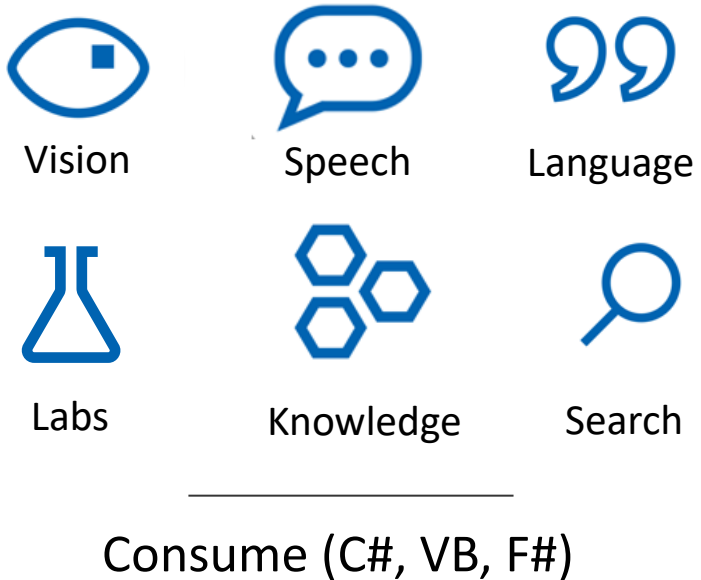 Vision Speech Language
Labs Knowledge Search
Consume (C#, VB, F#)